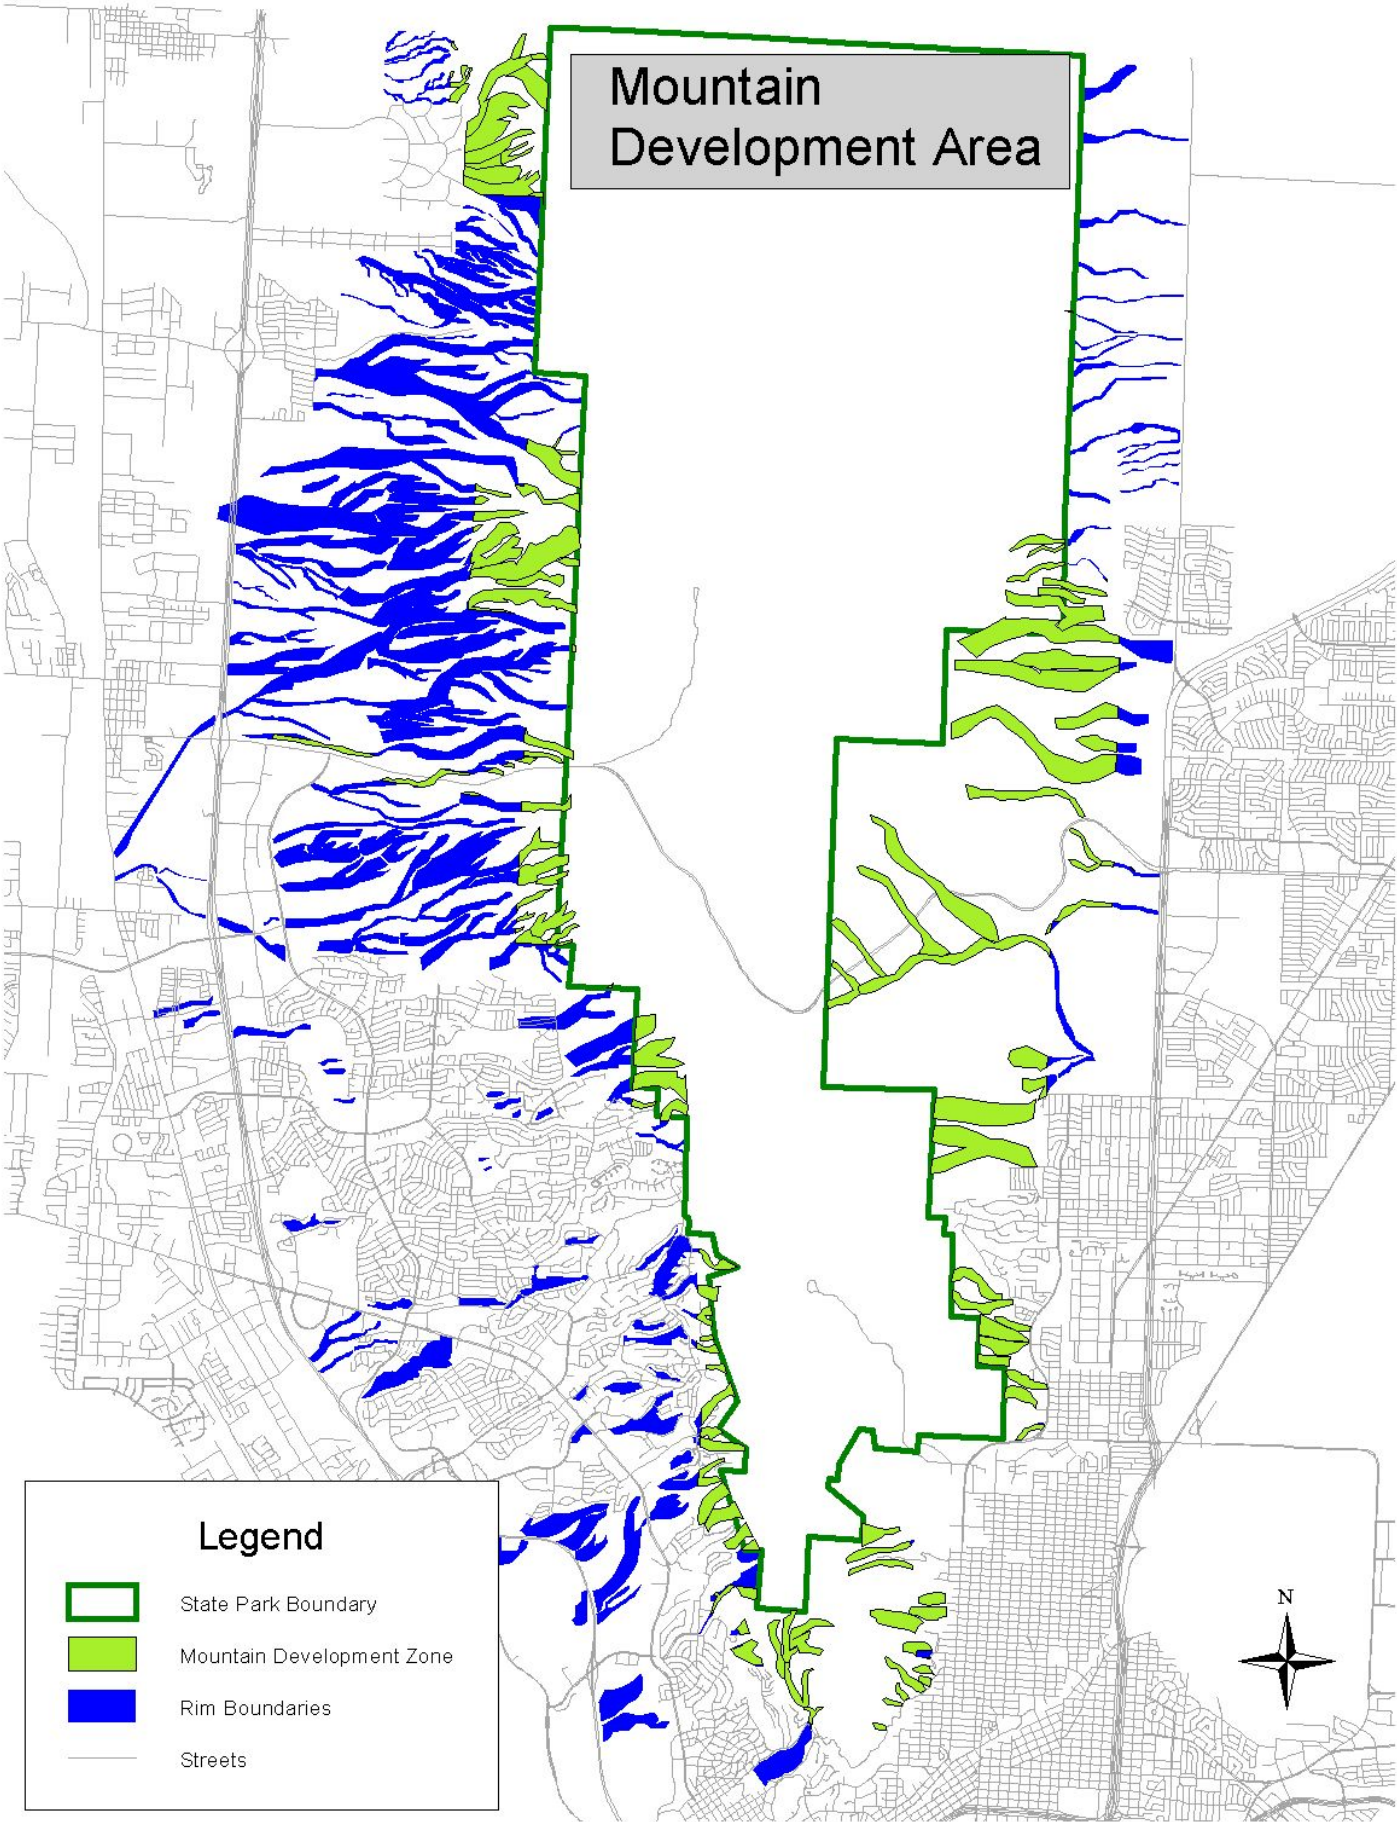 Mountain
Development Area
Legend
State Park Boundary
Mountain Development Zone
Rim Boundaries
Streets
N